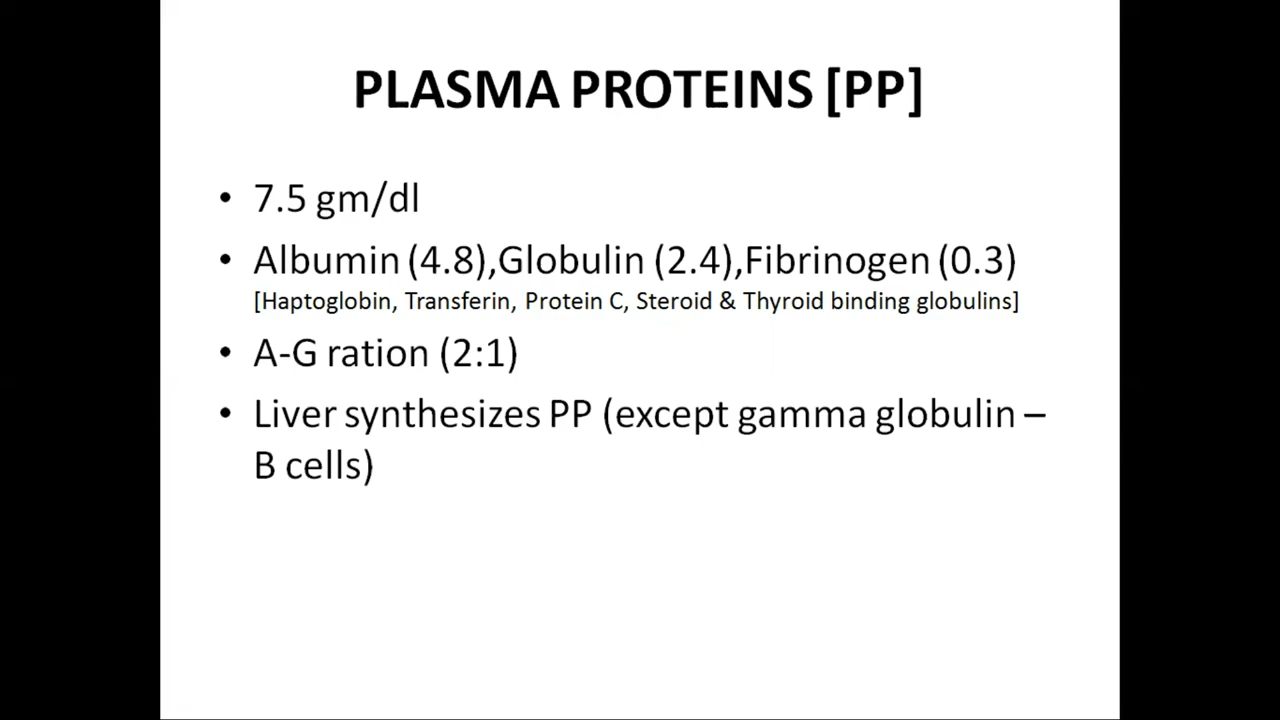 PLASMA PROTEINS [PP]
• 7.5 gm/dl
• Albumin (4.8),Globulin (2.4),Fibrinogen (0.3)
[Haptoglobin, Transferin, Protein C, Steroid & Thyroid binding globulins]
• A-G ration (2:1)
• Liver synthesizes PP (except gamma globulin –
B cells)